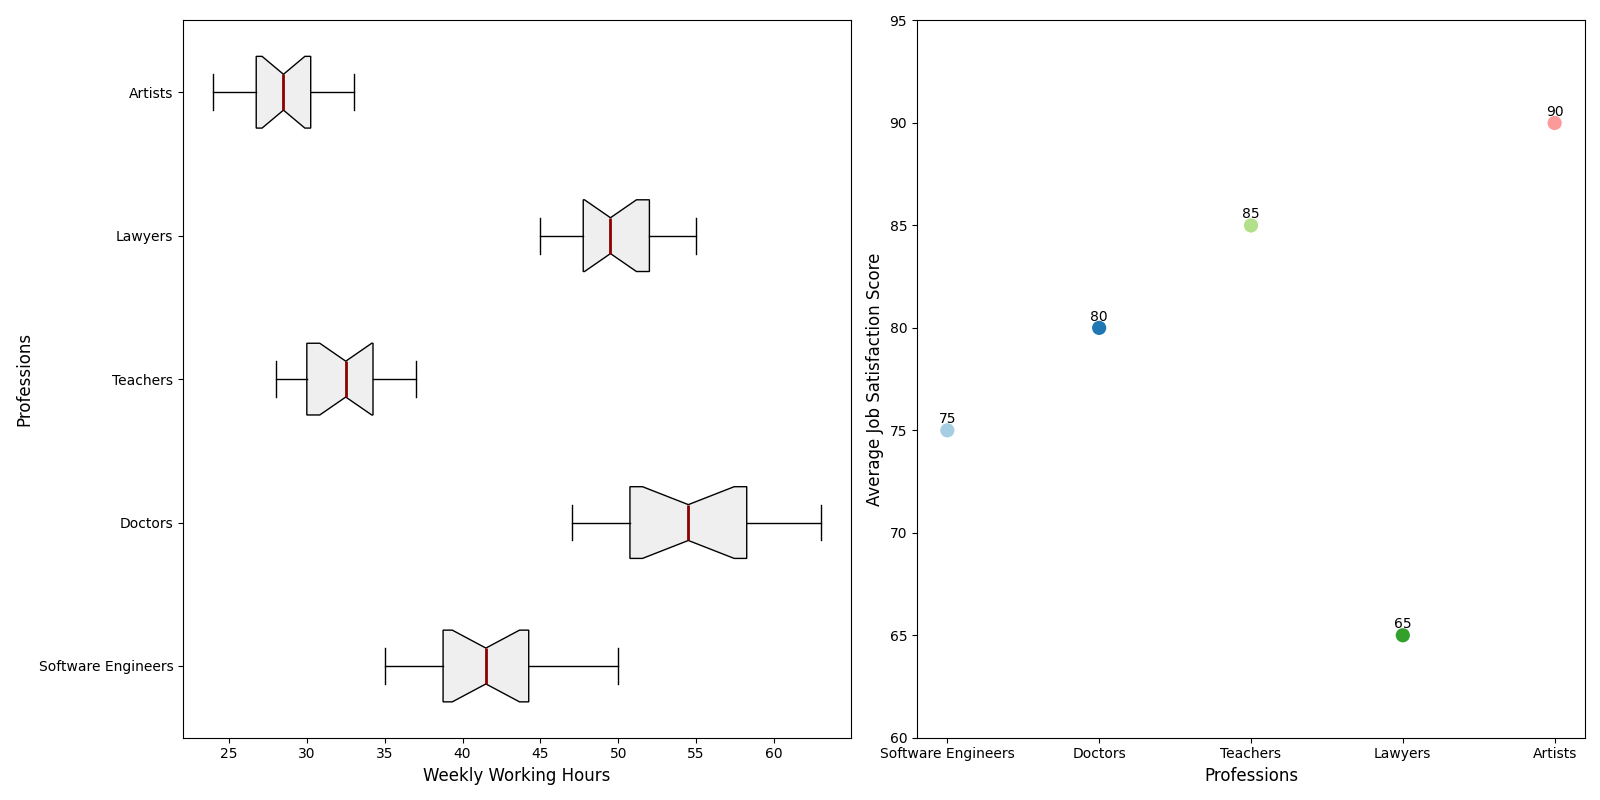 Professions
Artists
Lawyers
Teachers
Doctors
Software Engineers
25 30 35 40 45 50 55 60
Weekly Working Hours
Average Job Satisfaction Score
95
90
85
80
75
70
65
60
75
80
85
65
90
Software Engineers Doctors Teachers Lawyers Artists
Professions